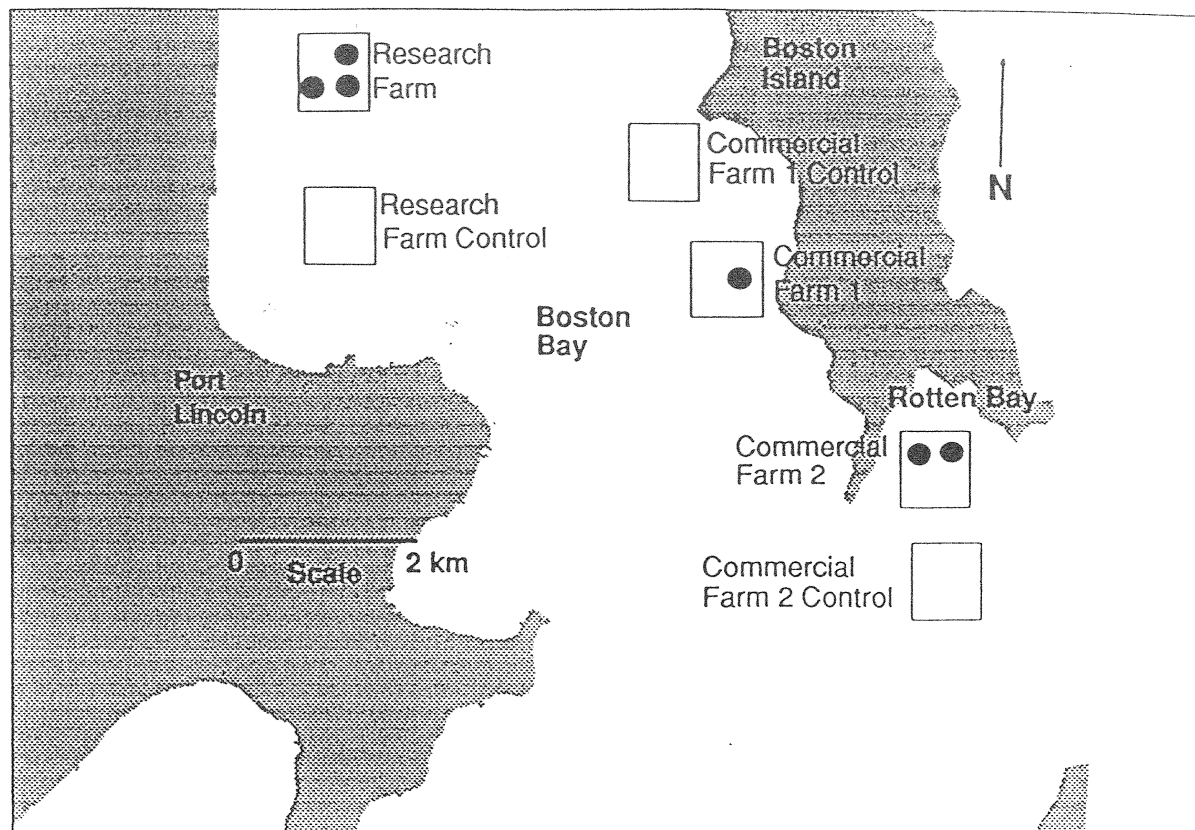 Research
Farm
Boston
Island
Commercial
Farm 1 Control
N
Research
Farm Control
Commercial
Farm 1
Boston
Bay
Port
Lincoln
Rotten Bay
Commercial
Farm 2
0 2 km
Scale
Commercial
Farm 2 Control